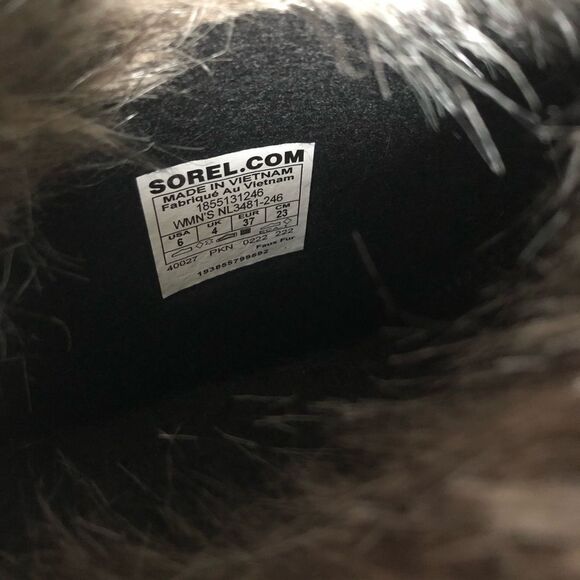 SOREL.COM
MADE IN VIETNAM
Fabriqué Au Vietnam
1855131246
WMN'S NL3481-246
USA UK EUR CM
6 4 37 23
40027 PKN 0222 222
Faux Fur
193855799892